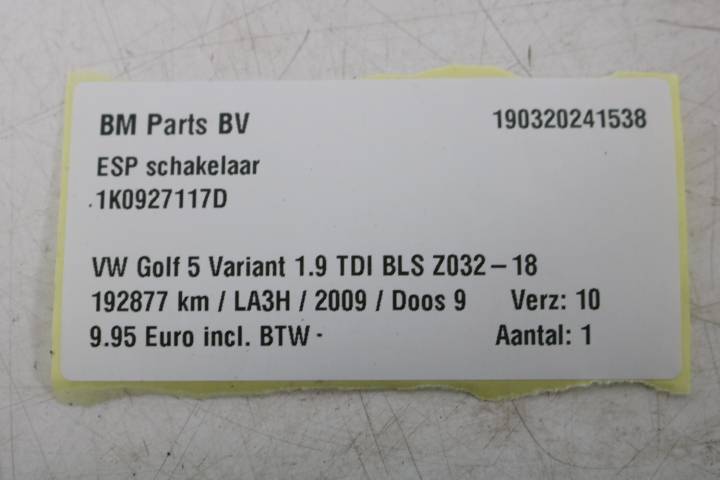 BM Parts BV 190320241538
ESP schakelaar
1K0927117D
VW Golf 5 Variant 1.9 TDI BLS Z032-18
192877 km / LA3H / 2009 / Doos 9 Verz: 10
9.95 Euro incl. BTW - Aantal: 1